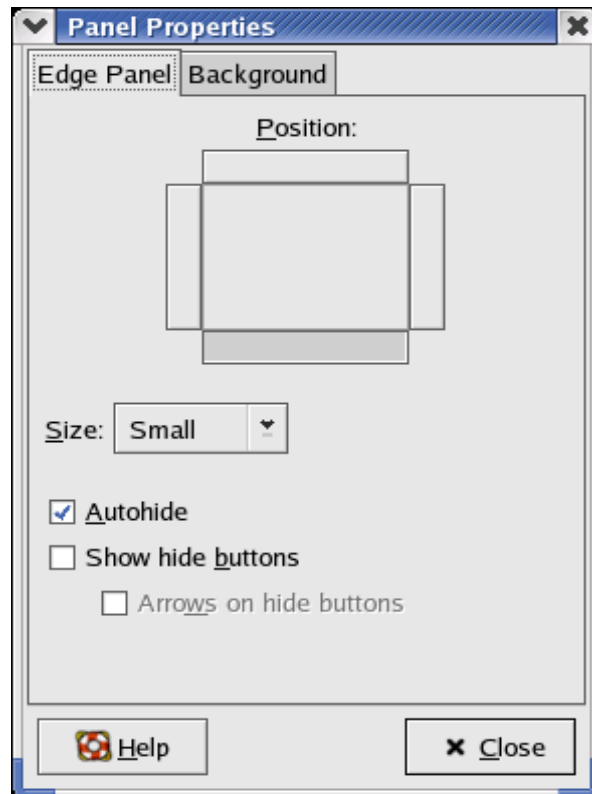 Panel Properties
Edge Panel Background
Position:
Size: Small
Autohide
Show hide buttons
Arrows on hide buttons
Help Close